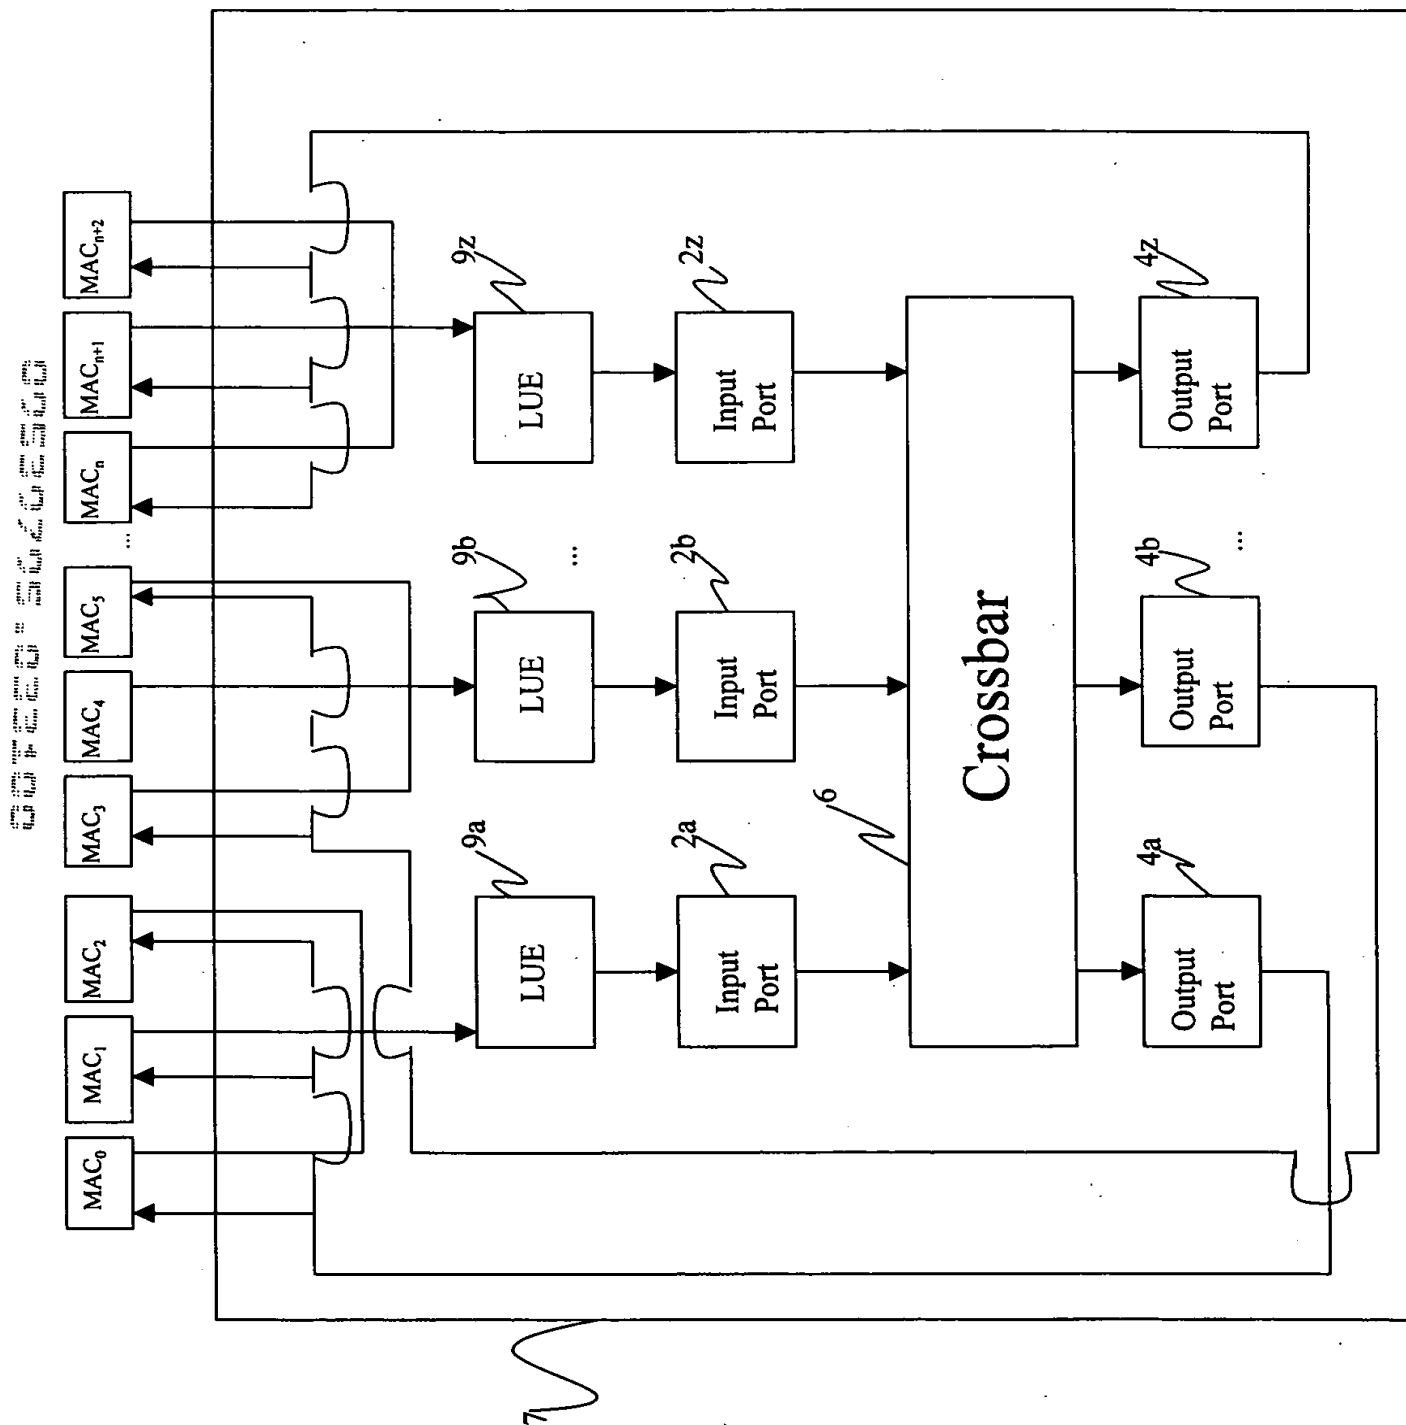 MAC₀
MAC₁
MAC₂
MAC₃
MAC₄
MAC₅
...
MACₙ
MACₙ₊₁
MACₙ₊₂
7
9a
9b
9z
LUE
LUE
LUE
...
2a
2b
2z
Input
Port
Input
Port
Input
Port
6
Crossbar
4a
4b
4z
Output
Port
Output
Port
Output
Port
...